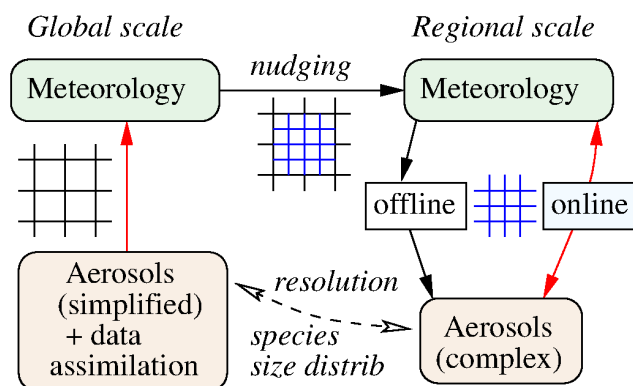 Global scale
Regional scale
Meteorology
nudging
Meteorology
offline
online
Aerosols
(simplified)
+ data
assimilation
resolution
species
size distrib
Aerosols
(complex)